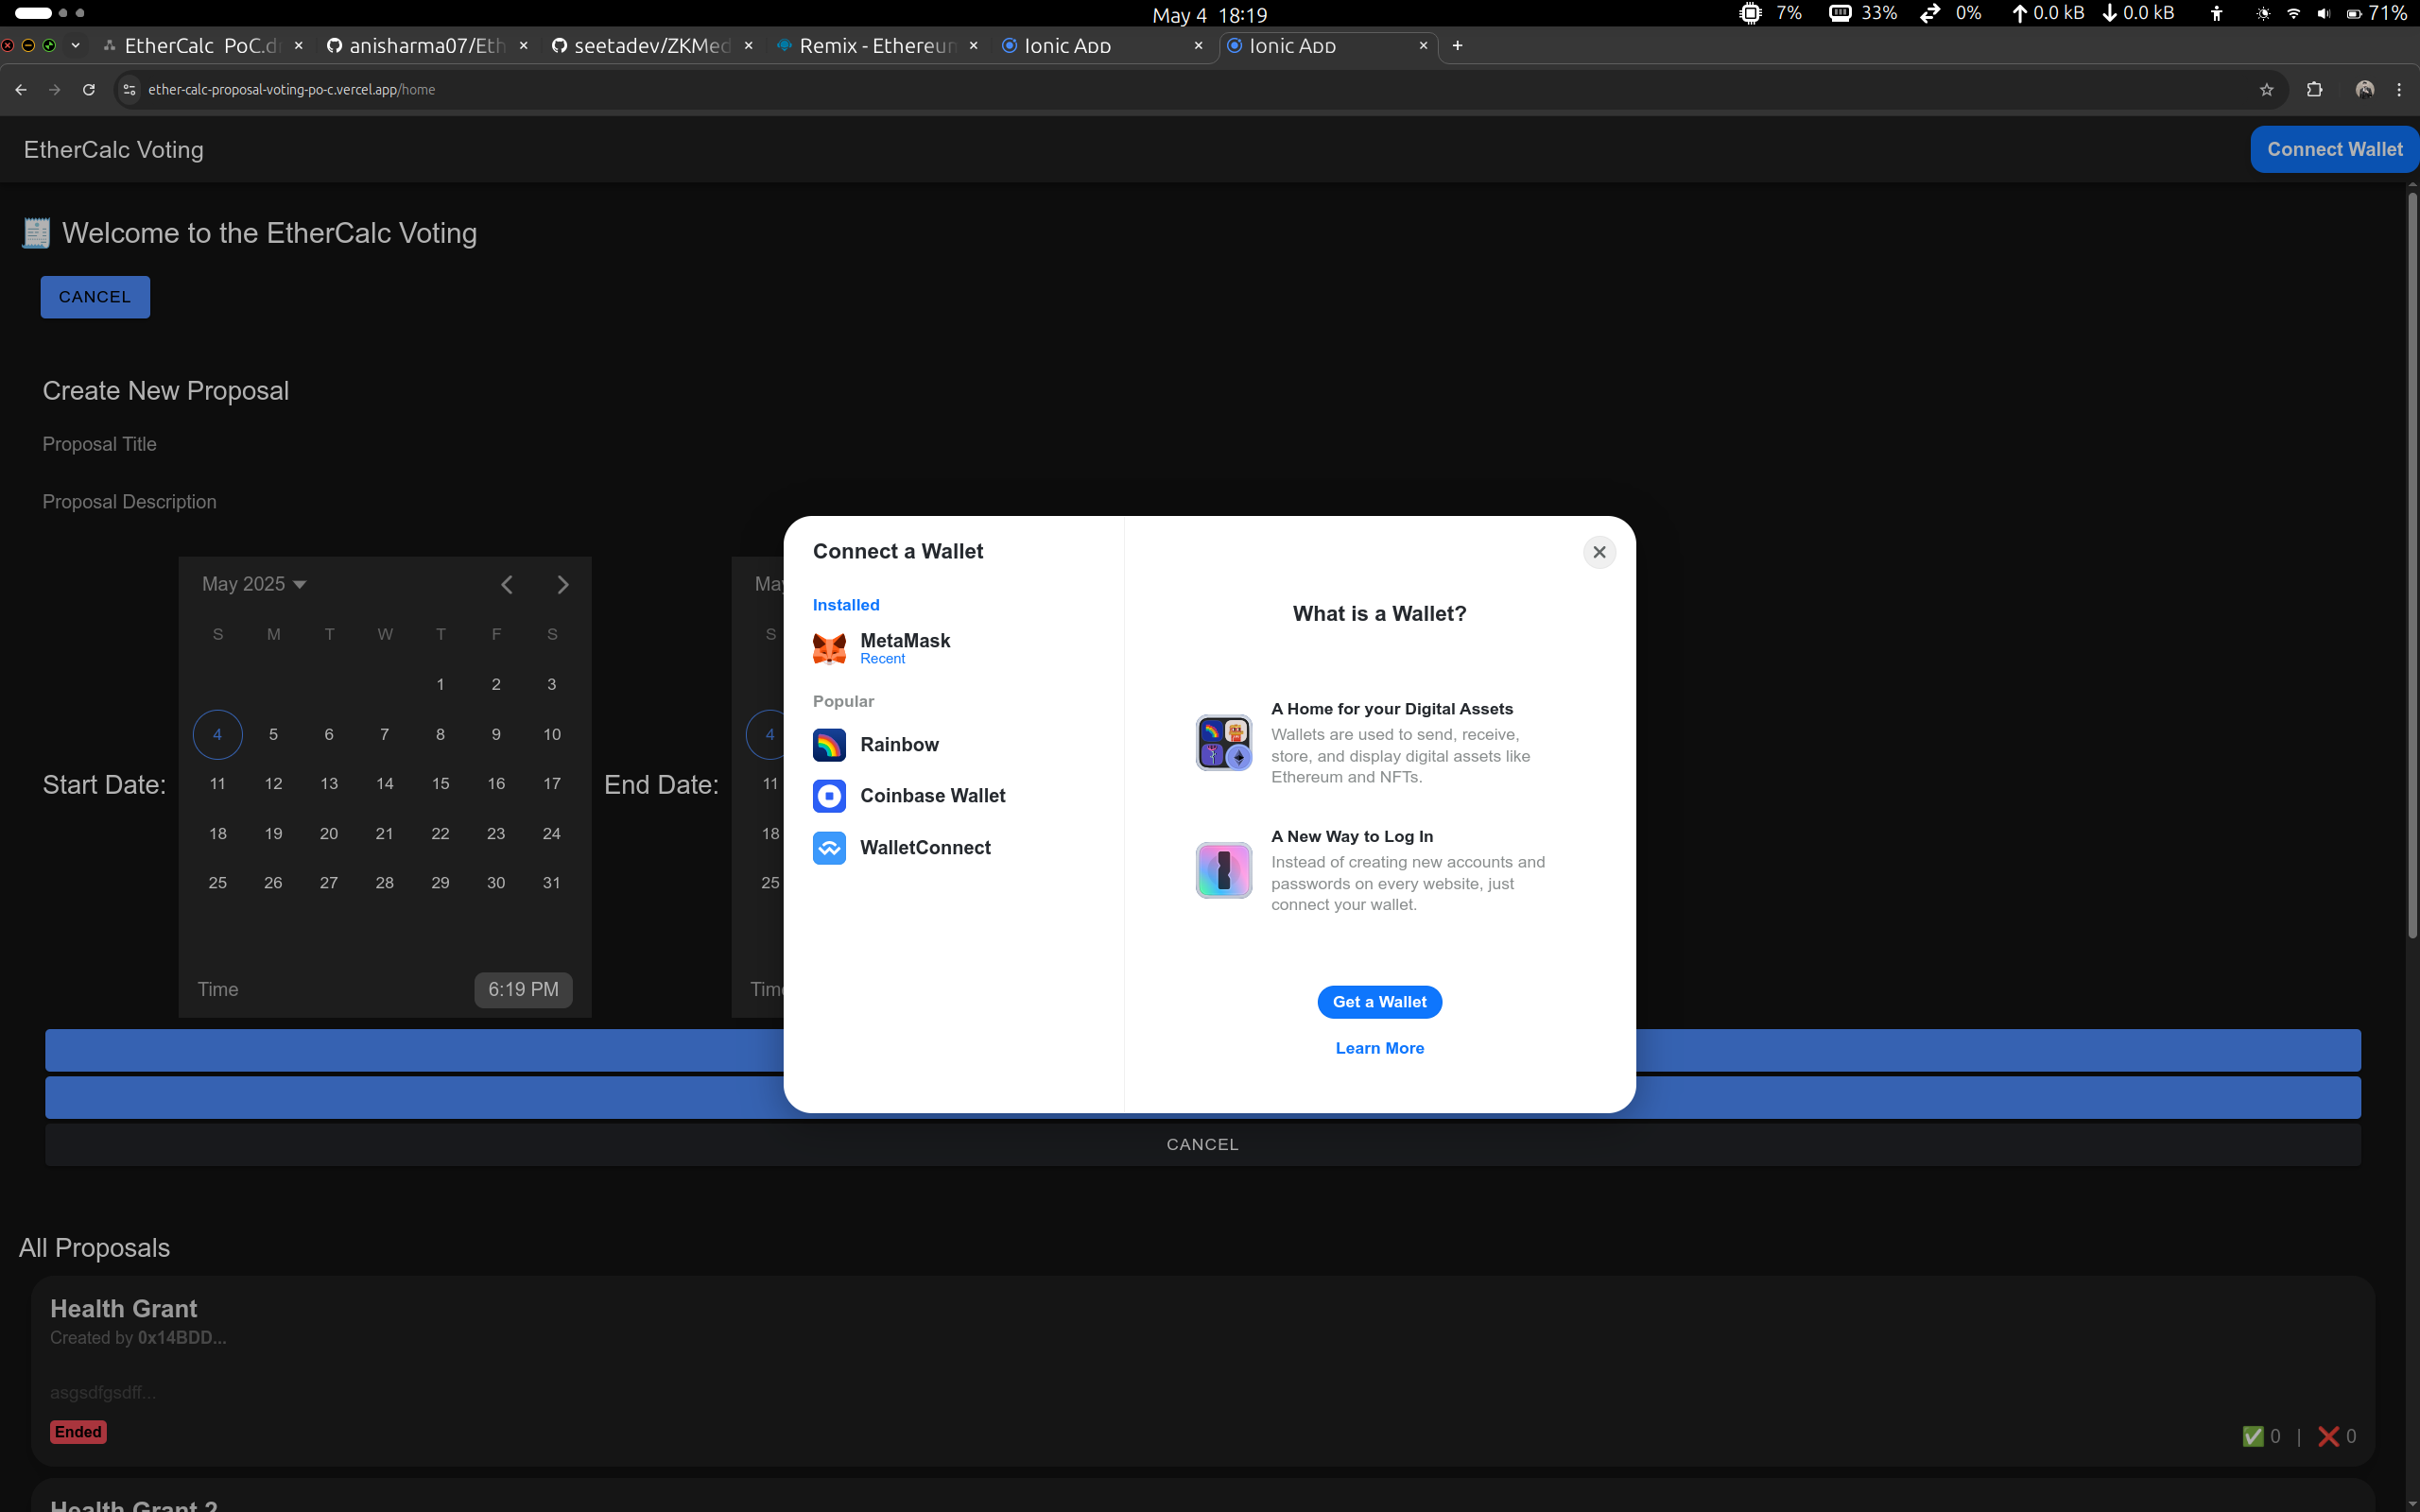 May 4 18:19
7% 33% 0% 0.0 kB 0.0 kB 71%
EtherCalc PoC.d
anisharma07/Eth
seetadev/ZKMed
Remix - Ethereum
Ionic App
Ionic App
ether-calc-proposal-voting-po-c.vercel.app/home
EtherCalc Voting
Connect Wallet
Welcome to the EtherCalc Voting
CANCEL
Create New Proposal
Proposal Title
Proposal Description
Start Date:
May 2025
S M T W T F S
1 2 3
4 5 6 7 8 9 10
11 12 13 14 15 16 17
18 19 20 21 22 23 24
25 26 27 28 29 30 31
Time 6:19 PM
End Date:
May
S
4
11
18
25
Time
Connect a Wallet
Installed
MetaMask
Recent
Popular
Rainbow
Coinbase Wallet
WalletConnect
What is a Wallet?
A Home for your Digital Assets
Wallets are used to send, receive,
store, and display digital assets like
Ethereum and NFTs.
A New Way to Log In
Instead of creating new accounts and
passwords on every website, just
connect your wallet.
Get a Wallet
Learn More
CANCEL
All Proposals
Health Grant
Created by 0x14BDD...
asgsdfgsdff...
Ended
0 | 0
Health Grant 2